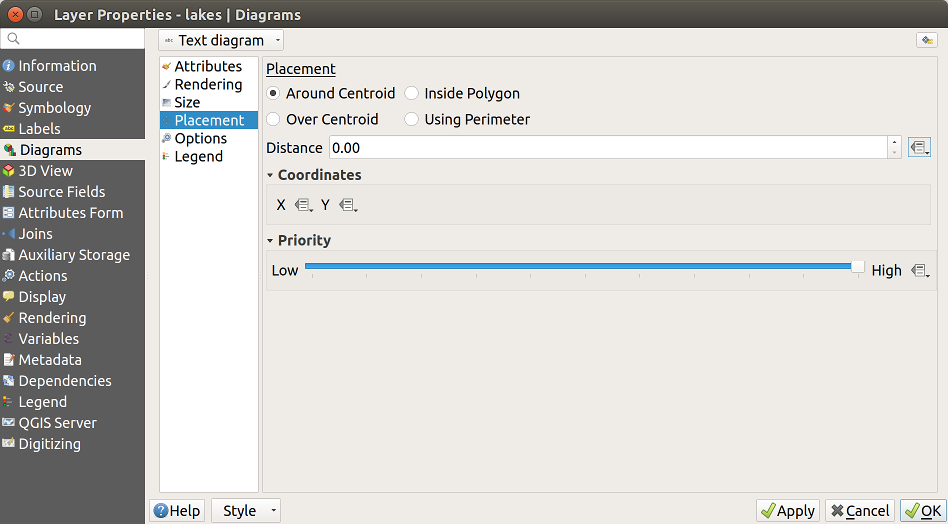 Layer Properties - lakes | Diagrams
Information
Source
Symbology
Labels
Diagrams
3D View
Source Fields
Attributes Form
Joins
Auxiliary Storage
Actions
Display
Rendering
Variables
Metadata
Dependencies
Legend
QGIS Server
Digitizing
abc Text diagram
Attributes
Rendering
Size
Placement
Options
Legend
Placement
Around Centroid Inside Polygon
Over Centroid Using Perimeter
Distance 0.00
Coordinates
X Y
Priority
Low High
Help Style Apply Cancel OK